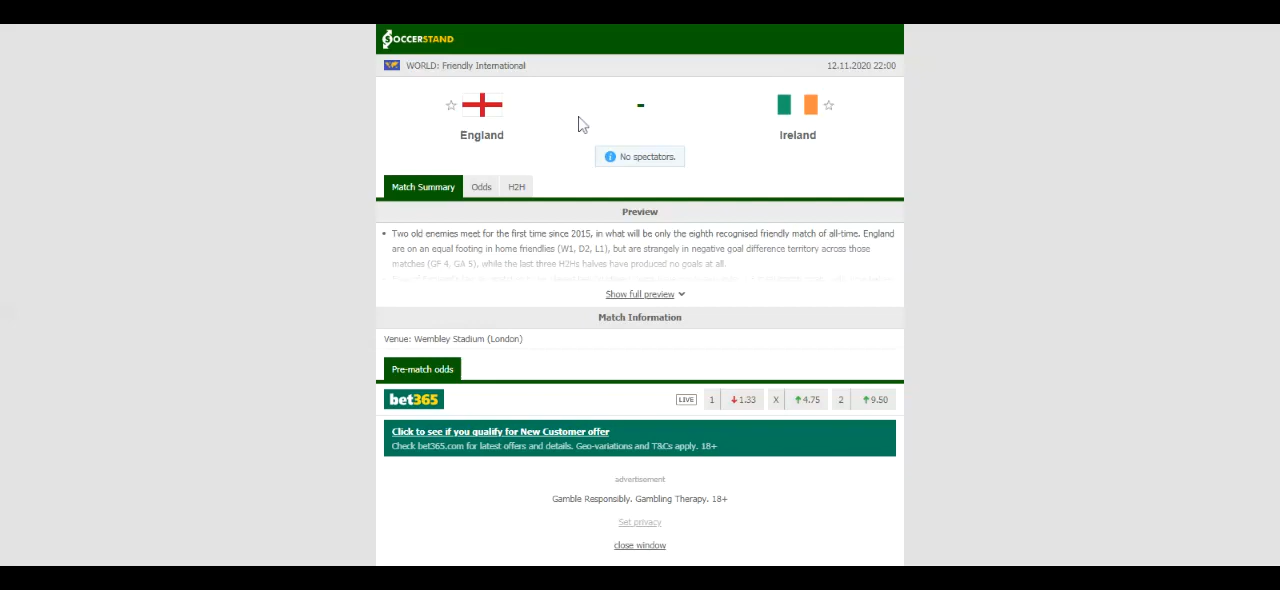 SOCCERSTAND
WORLD: Friendly International 12.11.2020 22:00
-
England Ireland
No spectators.
Match Summary Odds H2H
Preview
• Two old enemies meet for the first time since 2015, in what will be only the eighth recognised friendly match of all-time. England
are on an equal footing in home friendlies (W1, D2, L1), but are strangely in negative goal difference territory across those
matches (GF 4, GA 5), while the last three H2Hs halves have produced no goals at all.
Show full preview
Match Information
Venue: Wembley Stadium (London)
Pre-match odds
bet365 LIVE 1 1.33 X 4.75 2 9.50
Click to see if you qualify for New Customer offer
Check bet365.com for latest offers and details. Geo-variations and T&Cs apply. 18+
advertisement
Gamble Responsibly. Gambling Therapy. 18+
Set privacy
close window